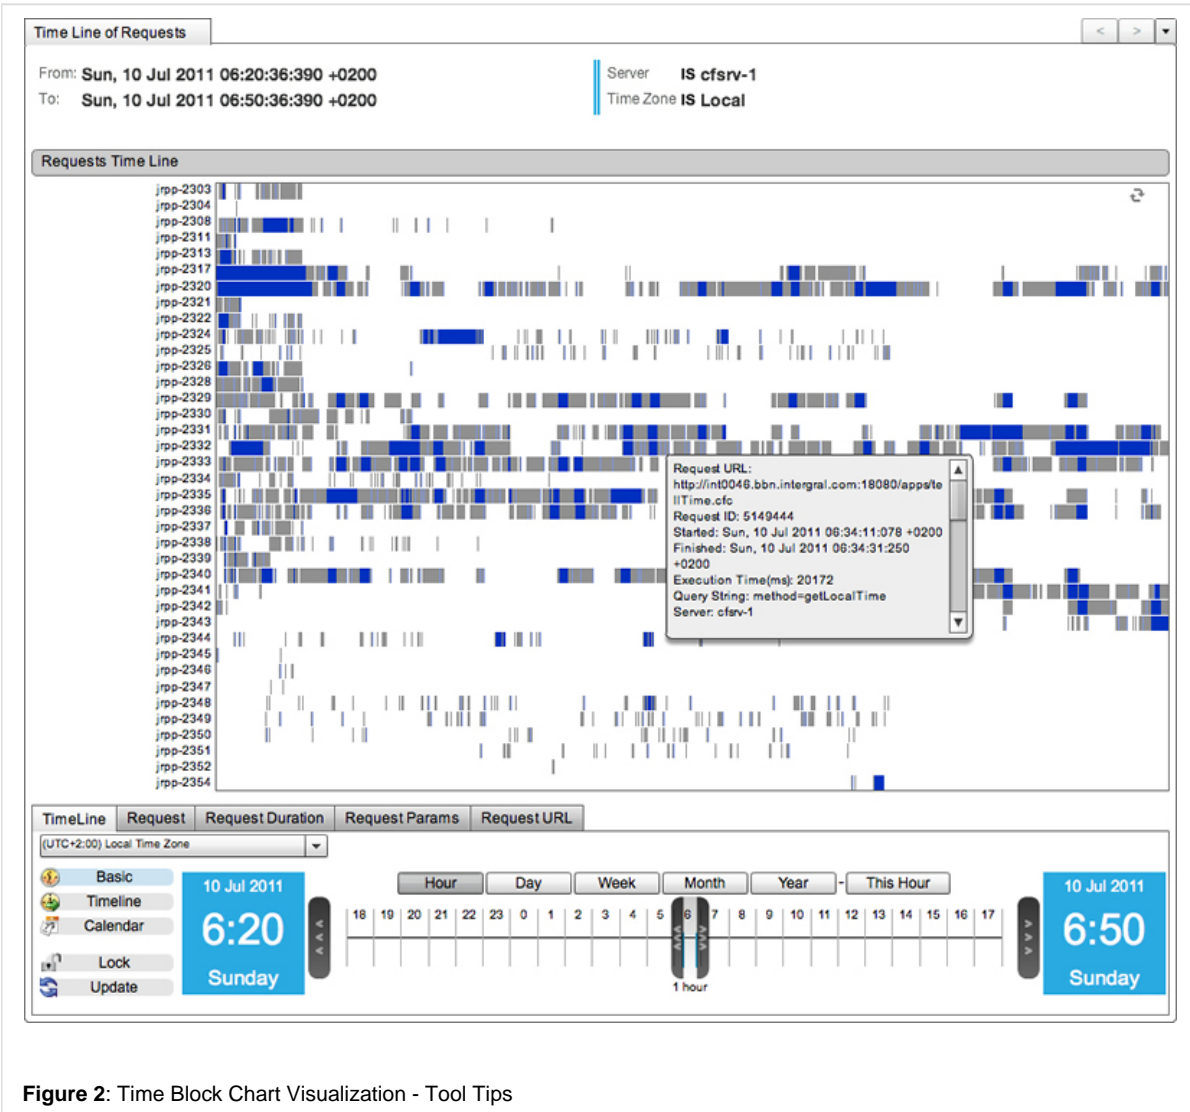 Time Line of Requests
< > 
From: Sun, 10 Jul 2011 06:20:36:390 +0200
To: Sun, 10 Jul 2011 06:50:36:390 +0200
Server IS cfsrv-1
Time Zone IS Local
Requests Time Line
jrpp-2303
jrpp-2304
jrpp-2308
jrpp-2311
jrpp-2313
jrpp-2317
jrpp-2320
jrpp-2321
jrpp-2322
jrpp-2324
jrpp-2325
jrpp-2326
jrpp-2328
jrpp-2329
jrpp-2330
jrpp-2331
jrpp-2332
jrpp-2333
jrpp-2334
jrpp-2335
jrpp-2336
jrpp-2337
jrpp-2338
jrpp-2339
jrpp-2340
jrpp-2341
jrpp-2342
jrpp-2343
jrpp-2344
jrpp-2345
jrpp-2346
jrpp-2347
jrpp-2348
jrpp-2349
jrpp-2350
jrpp-2351
jrpp-2352
jrpp-2354
Request URL:
http://int0046.bbn.intergral.com:18080/apps/te
llTime.cfc
Request ID: 5149444
Started: Sun, 10 Jul 2011 06:34:11:078 +0200
Finished: Sun, 10 Jul 2011 06:34:31:250
+0200
Execution Time(ms): 20172
Query String: method=getLocalTime
Server: cfsrv-1
TimeLine Request Request Duration Request Params Request URL
(UTC+2:00) Local Time Zone
Basic
Timeline
Calendar
Lock
Update
10 Jul 2011
6:20
Sunday
Hour Day Week Month Year - This Hour
18 19 20 21 22 23 0 1 2 3 4 5 6 7 8 9 10 11 12 13 14 15 16 17
1 hour
10 Jul 2011
6:50
Sunday
Figure 2: Time Block Chart Visualization - Tool Tips